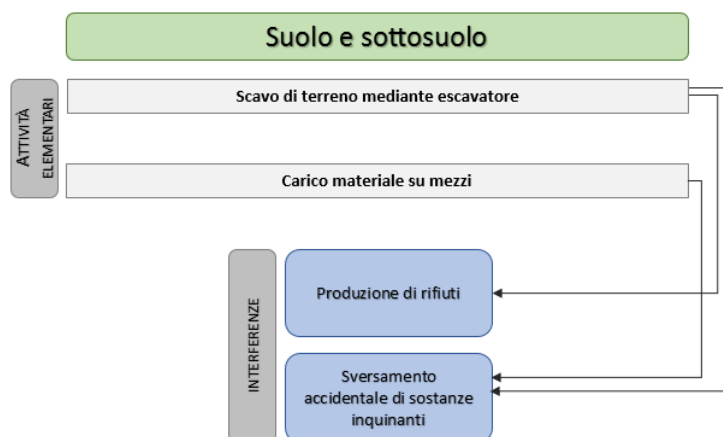 Suolo e sottosuolo
ATTIVITÀ
ELEMENTARI
Scavo di terreno mediante escavatore
Carico materiale su mezzi
INTERFERENZE
Produzione di rifiuti
Sversamento
accidentale di sostanze
inquinanti